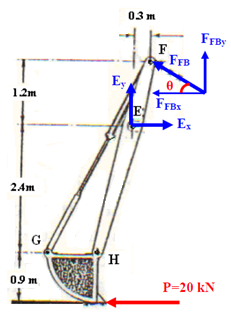 0.3 m
F
F_FBy
F_FB
1.2m
E_y
θ
F_FBx
E
E_x
2.4m
G
H
0.9 m
P=20 kN